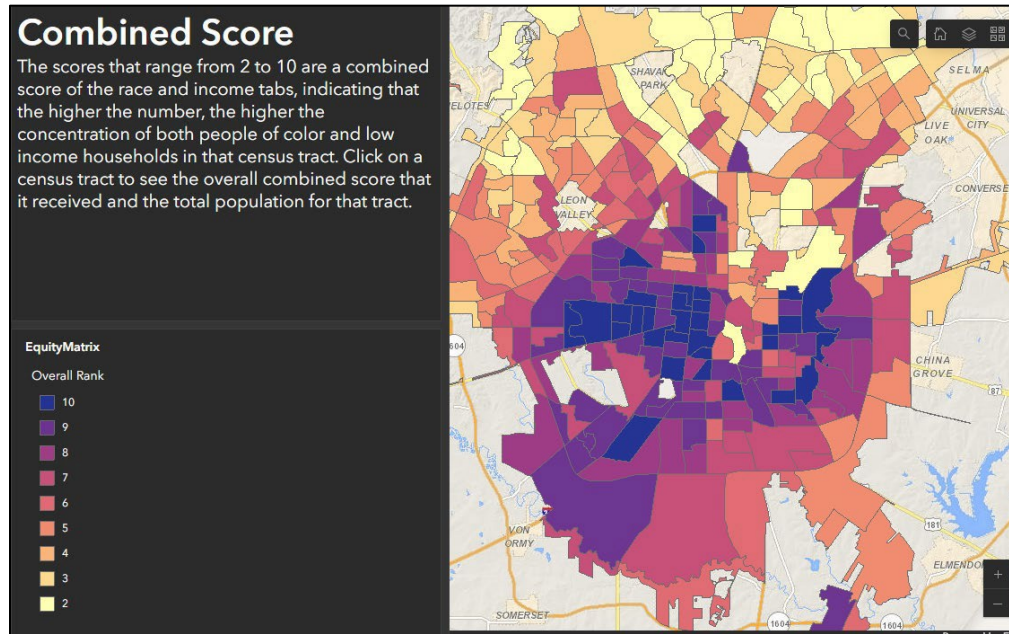 Combined Score
The scores that range from 2 to 10 are a combined
score of the race and income tabs, indicating that
the higher the number, the higher the
concentration of both people of color and low
income households in that census tract. Click on a
census tract to see the overall combined score that
it received and the total population for that tract.
EquityMatrix
Overall Rank
10
9
8
7
6
5
4
3
2
SHAVANO
PARK
SELMA
ELOTES
UNIVERSAL
CITY
LIVE
OAK
CONVERSE
LEON
VALLEY
1604
CHINA
GROVE
87
181
VON
ORMY
ELMENDO
SOMERSET
1604
1604
+
−